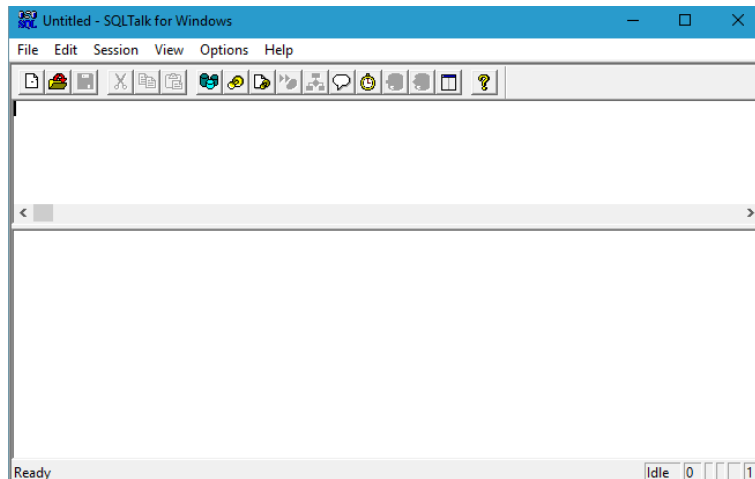 Untitled - SQLTalk for Windows
File Edit Session View Options Help
Ready Idle 0 1